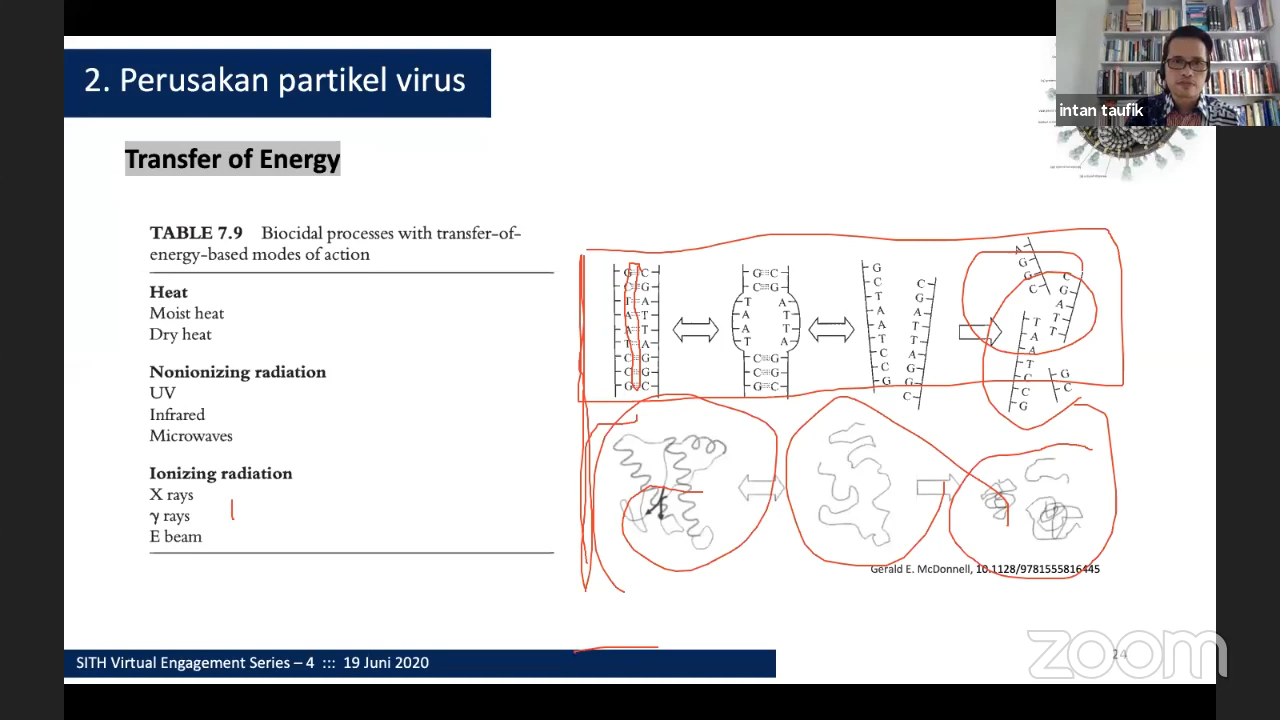 2. Perusakan partikel virus
intan taufik
Transfer of Energy
TABLE 7.9 Biocidal processes with transfer-of-
energy-based modes of action
Heat
Moist heat
Dry heat
Nonionizing radiation
UV
Infrared
Microwaves
Ionizing radiation
X rays
γ rays
E beam
G C
C G
T A
A T
A T
T A
C G
C G
G C
G C
C G
T A
A T
A T
T A
C G
C G
G C
G
C
T
A
A
T
C
C
G
C
G
A
T
T
A
G
G
C
A
G
G
C
C
G
A
T
T
T
A
A
T
C
C
G
G
C
Gerald E. McDonnell, 10.1128/9781555816445
SITH Virtual Engagement Series – 4 ::: 19 Juni 2020
24
zoom